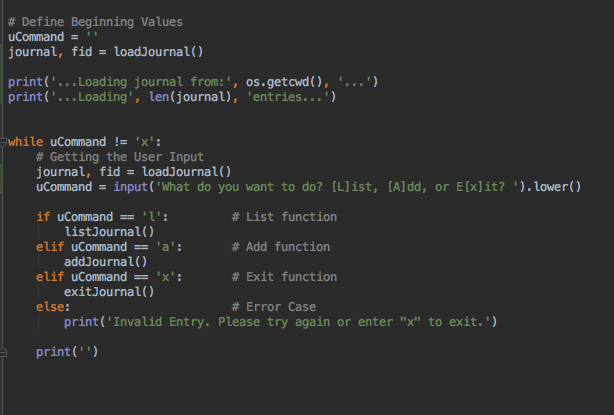 # Define Beginning Values
uCommand = ''
journal, fid = loadJournal()
print('...Loading journal from:', os.getcwd(), '...')
print('...Loading', len(journal), 'entries...')
while uCommand != 'x':
    # Getting the User Input
    journal, fid = loadJournal()
    uCommand = input('What do you want to do? [L]ist, [A]dd, or E[x]it? ').lower()
    if uCommand == 'l':         # List function
        listJournal()
    elif uCommand == 'a':       # Add function
        addJournal()
    elif uCommand == 'x':       # Exit function
        exitJournal()
    else:                       # Error Case
        print('Invalid Entry. Please try again or enter "x" to exit.')
    print('')